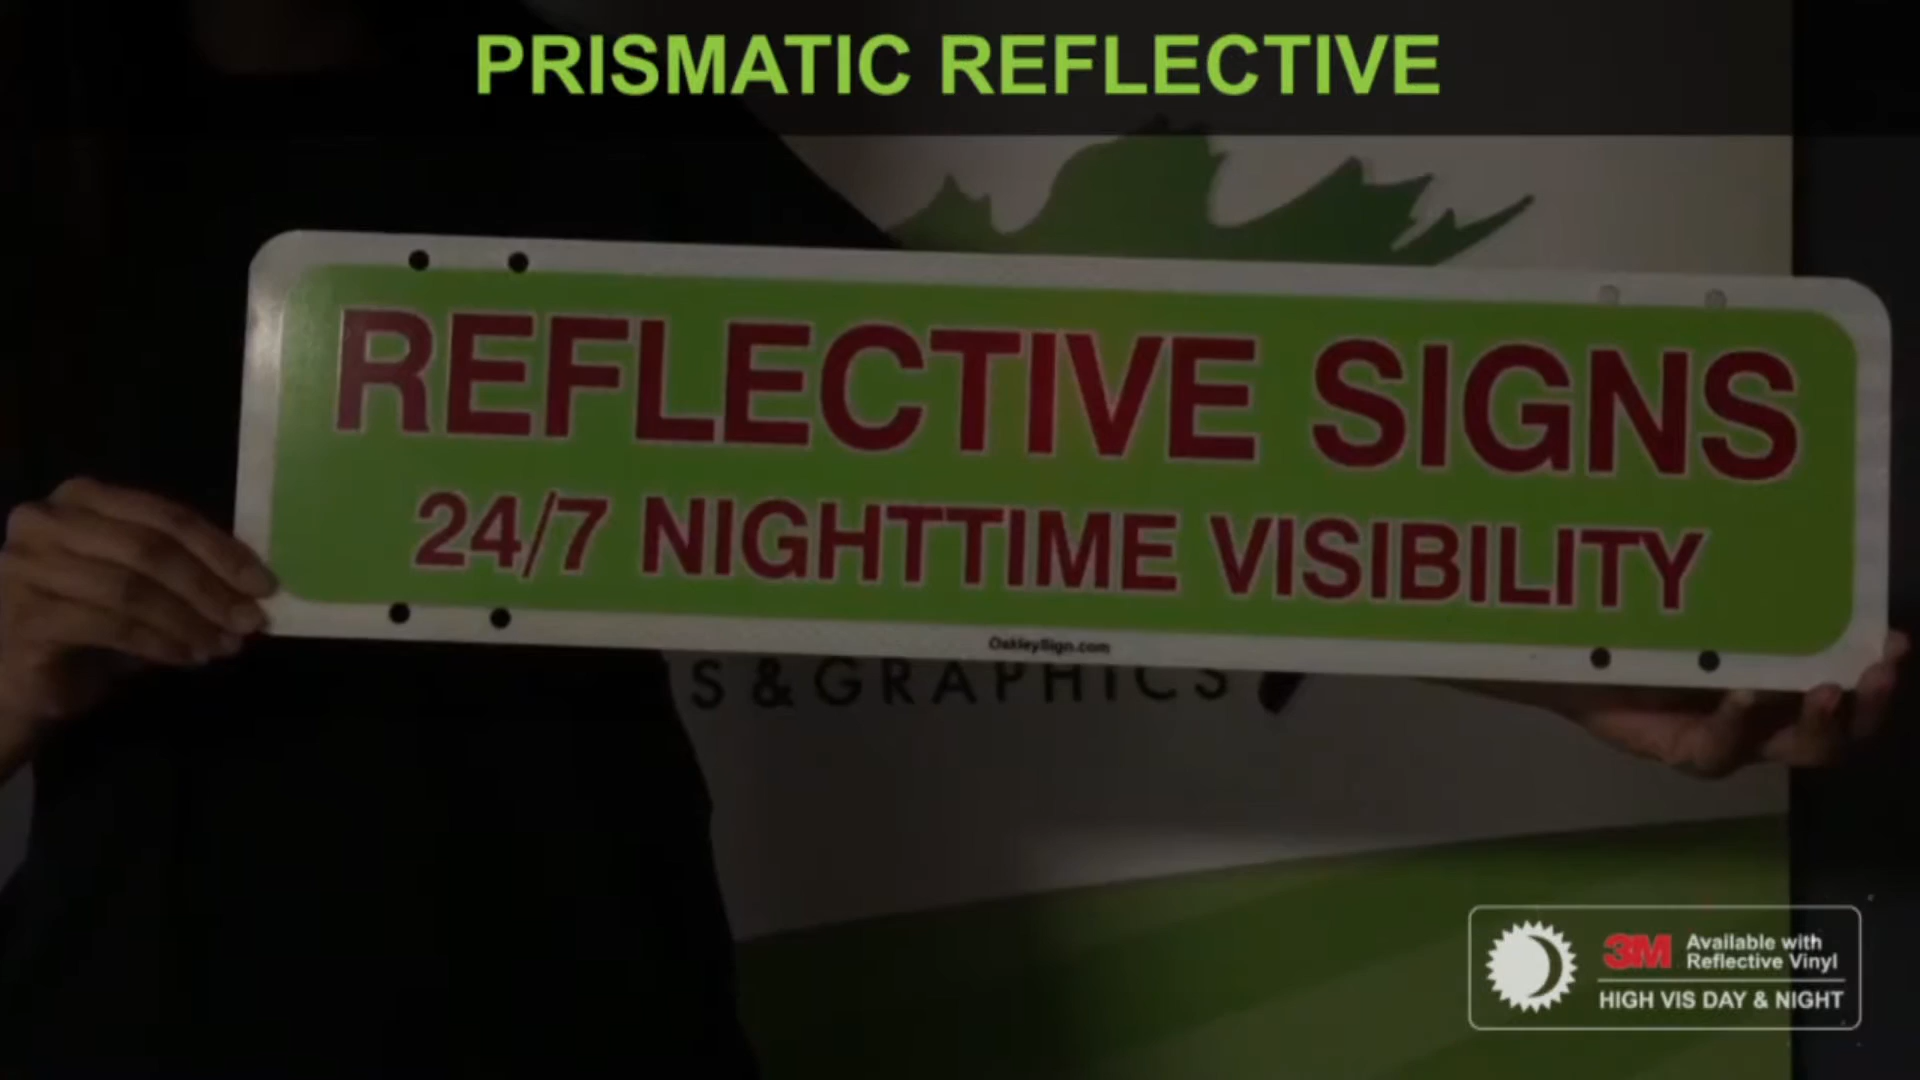 PRISMATIC REFLECTIVE
REFLECTIVE SIGNS
24/7 NIGHTTIME VISIBILITY
OakleySign.com
S & GRAPHICS
3M Available with
Reflective Vinyl
HIGH VIS DAY & NIGHT